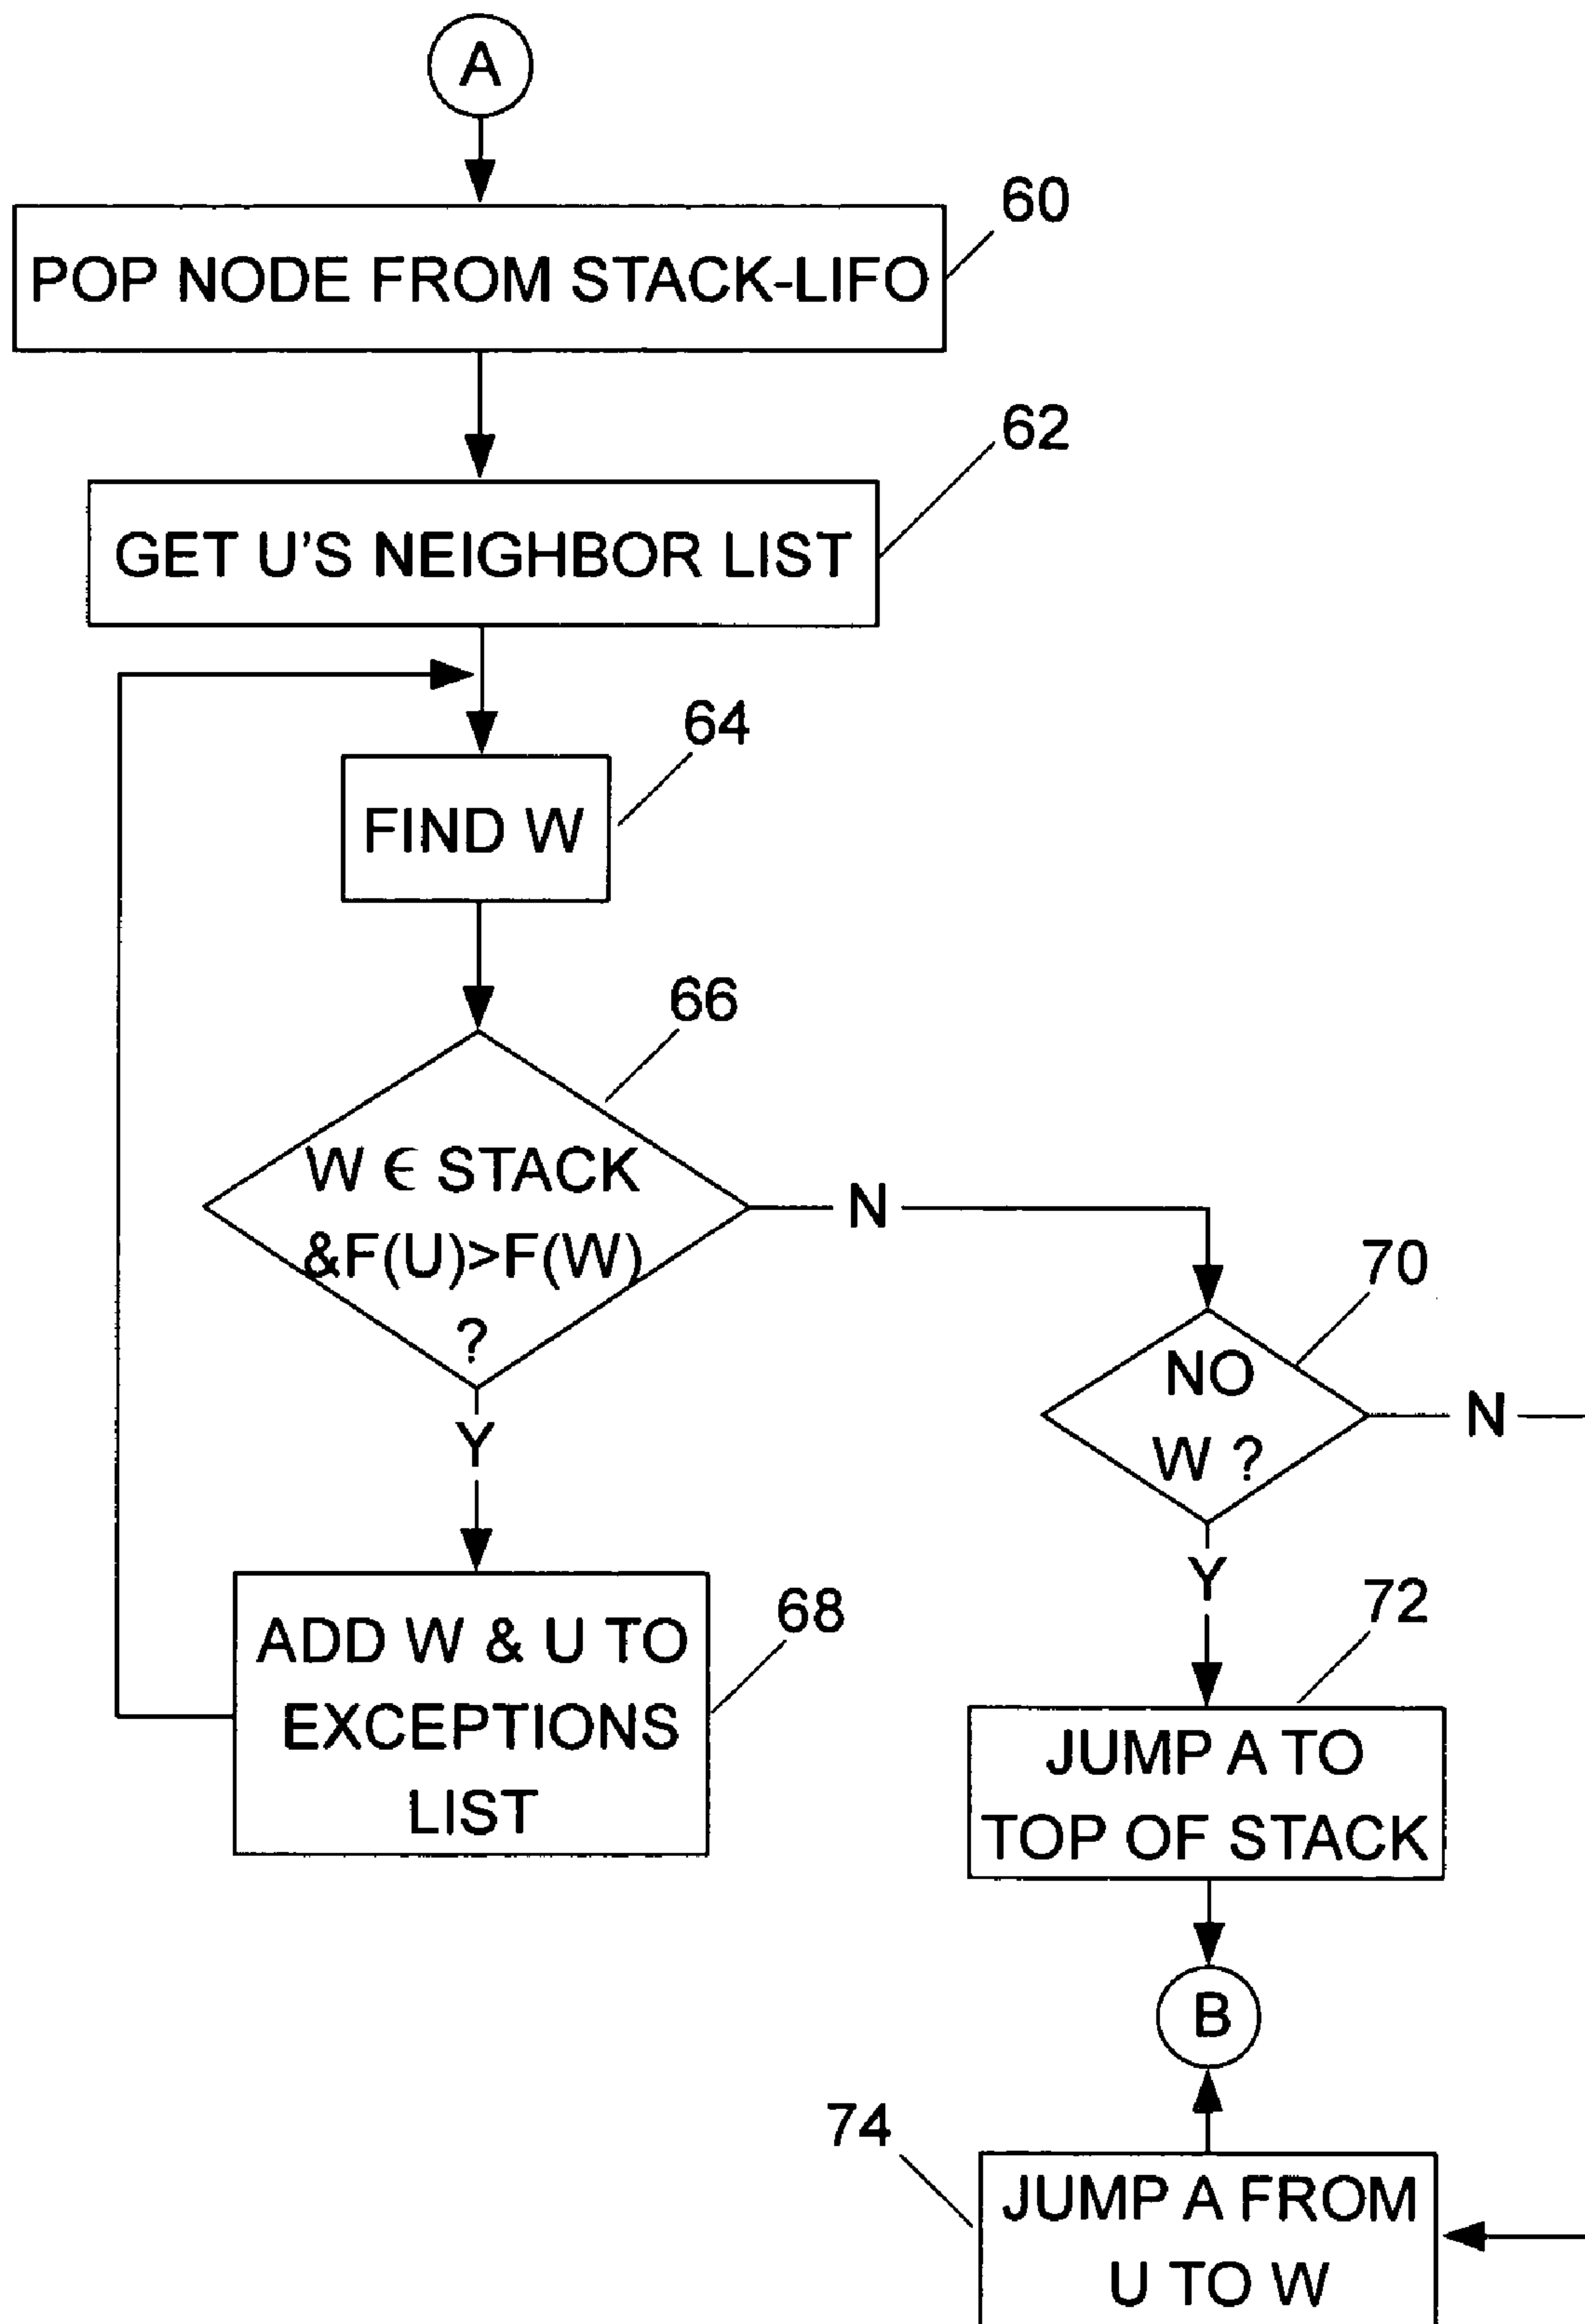 A
60
POP NODE FROM STACK-LIFO
62
GET U'S NEIGHBOR LIST
64
FIND W
66
W ϵ STACK
&F(U)>F(W)
?
N
Y
70
NO
W ?
N
Y
68
ADD W & U TO
EXCEPTIONS
LIST
72
JUMP A TO
TOP OF STACK
B
74
JUMP A FROM
U TO W